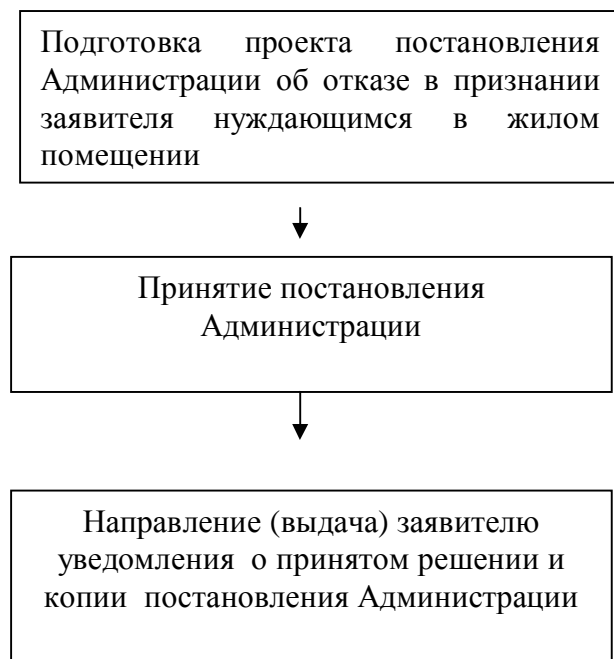 Подготовка проекта постановления
Администрации об отказе в признании
заявителя нуждающимся в жилом
помещении
Принятие постановления
Администрации
Направление (выдача) заявителю
уведомления о принятом решении и
копии постановления Администрации